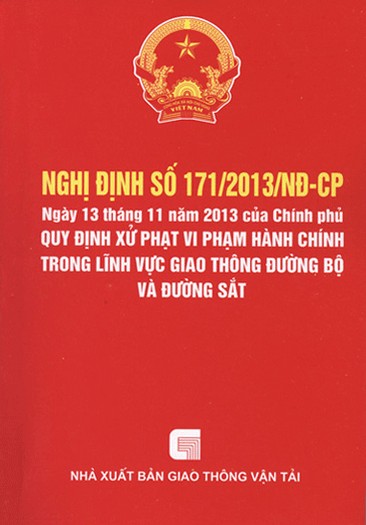 VIỆT NAM
NGHỊ ĐỊNH SỐ 171/2013/NĐ-CP
Ngày 13 tháng 11 năm 2013 của Chính phủ
QUY ĐỊNH XỬ PHẠT VI PHẠM HÀNH CHÍNH
TRONG LĨNH VỰC GIAO THÔNG ĐƯỜNG BỘ
VÀ ĐƯỜNG SẮT
NHÀ XUẤT BẢN GIAO THÔNG VẬN TẢI